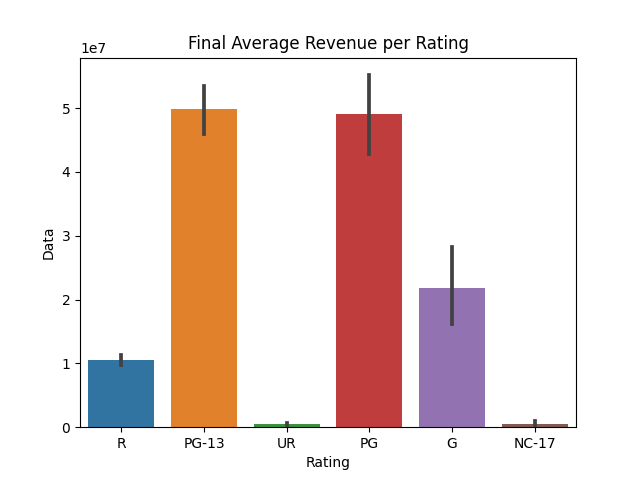 Final Average Revenue per Rating
1e7
5
4
3
2
1
0
Data
R PG-13 UR PG G NC-17
Rating